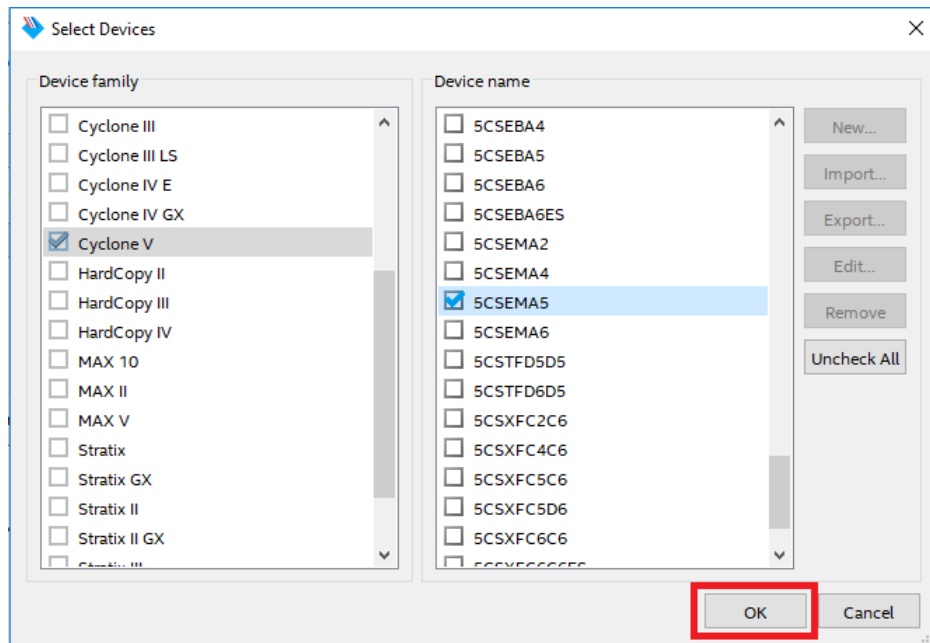 Select Devices
Device family
Device name
Cyclone III
Cyclone III LS
Cyclone IV E
Cyclone IV GX
Cyclone V
HardCopy II
HardCopy III
HardCopy IV
MAX 10
MAX II
MAX V
Stratix
Stratix GX
Stratix II
Stratix II GX
Stratix III
5CSEBA4
5CSEBA5
5CSEBA6
5CSEBA6ES
5CSEMA2
5CSEMA4
5CSEMA5
5CSEMA6
5CSTFD5D5
5CSTFD6D5
5CSXFC2C6
5CSXFC4C6
5CSXFC5C6
5CSXFC5D6
5CSXFC6C6
5CSXFC6C6ES
New...
Import...
Export...
Edit...
Remove
Uncheck All
OK
Cancel